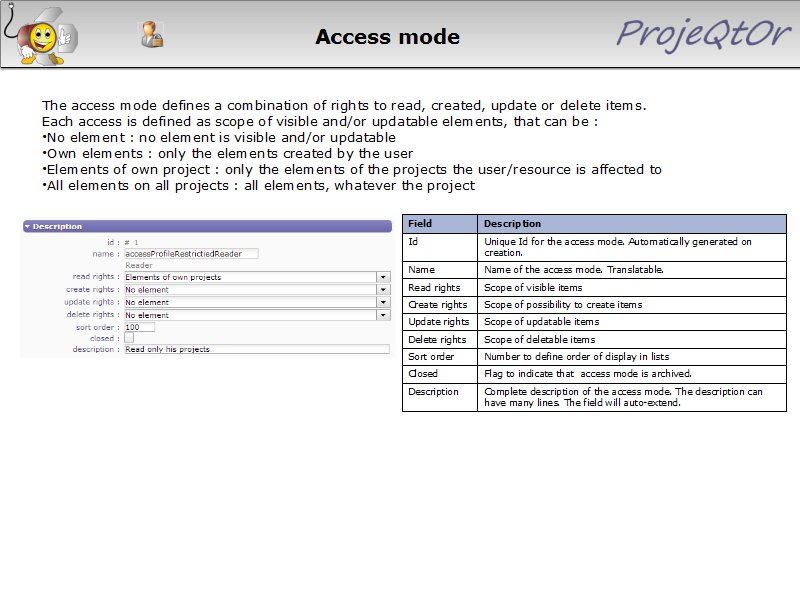 Access mode
ProjeQtOr
The access mode defines a combination of rights to read, created, update or delete items.
Each access is defined as scope of visible and/or updatable elements, that can be :
•No element : no element is visible and/or updatable
•Own elements : only the elements created by the user
•Elements of own project : only the elements of the projects the user/resource is affected to
•All elements on all projects : all elements, whatever the project
Description
id : # 1
name : accessProfileRestrictiedReader
Reader
read rights : Elements of own projects
create rights : No element
update rights : No element
delete rights : No element
sort order : 100
closed :
description : Read only his projects
Field Description
Id Unique Id for the access mode. Automatically generated on
creation.
Name Name of the access mode. Translatable.
Read rights Scope of visible items
Create rights Scope of possibility to create items
Update rights Scope of updatable items
Delete rights Scope of deletable items
Sort order Number to define order of display in lists
Closed Flag to indicate that access mode is archived.
Description Complete description of the access mode. The description can
have many lines. The field will auto-extend.